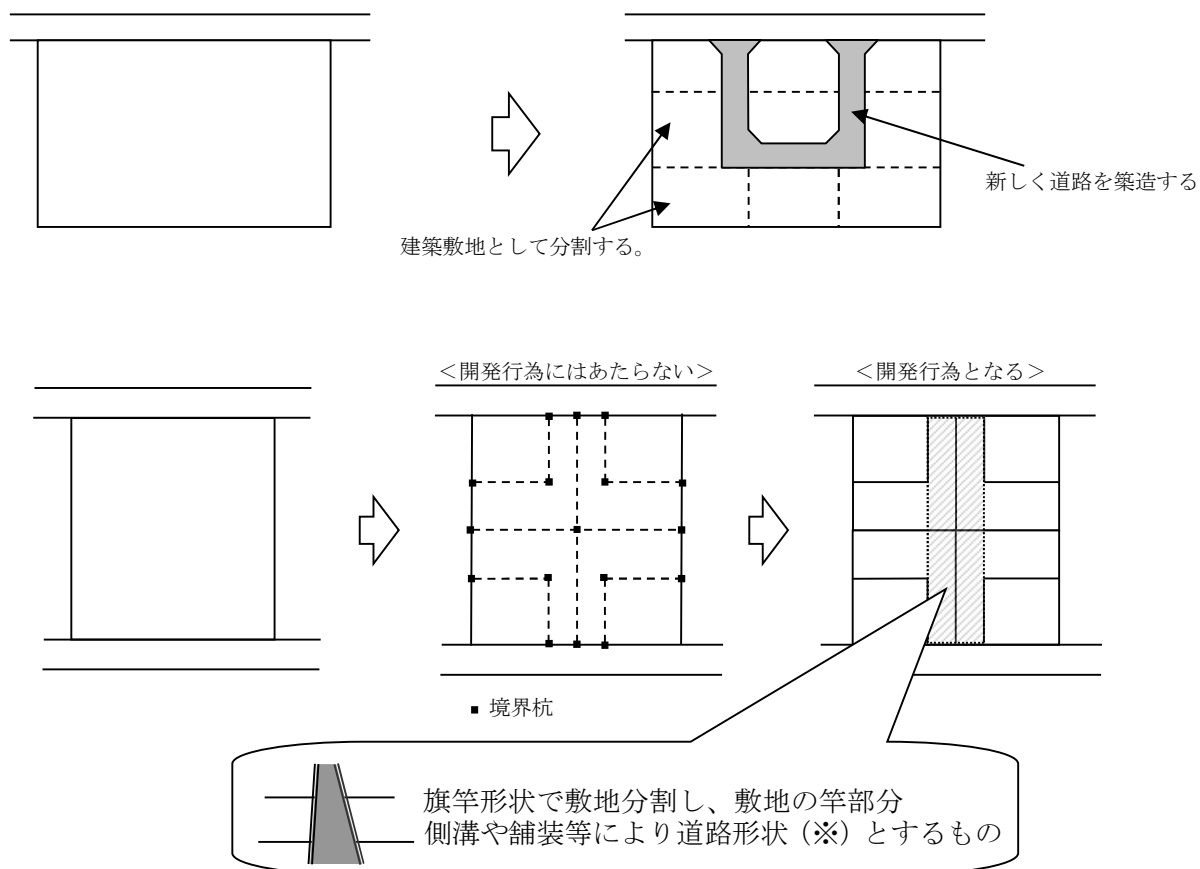 新しく道路を築造する
建築敷地として分割する。
＜開発行為にはあたらない＞
＜開発行為となる＞
■ 境界杭
旗竿形状で敷地分割し、敷地の竿部分
側溝や舗装等により道路形状（※）とするもの